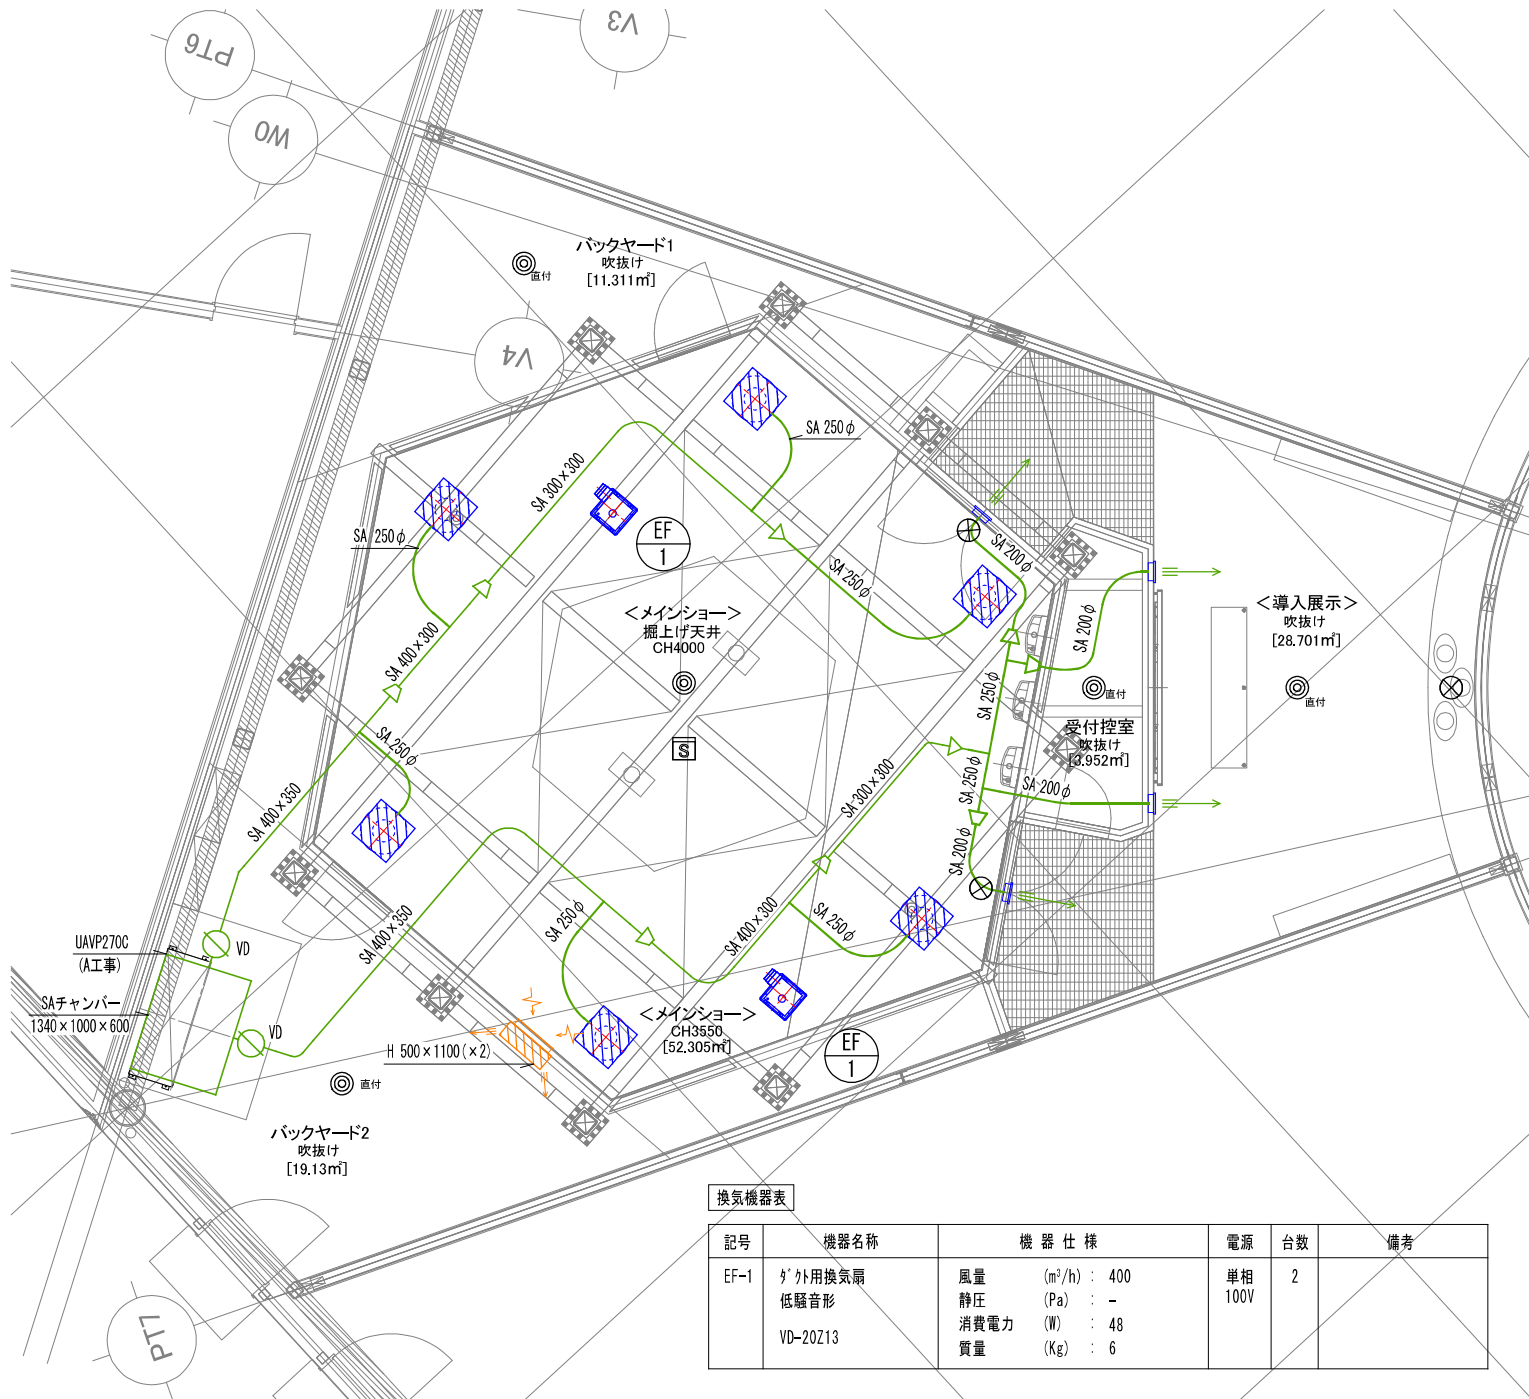 V3
PT6
W0
バックヤード1
吹抜け
[11.311㎡]
直付
V4
SA 250φ
SA 300×300
SA 250φ
EF
1
SA 200φ
SA 250φ
<メインショー>
掘上げ天井
CH4000
SA 400×300
SA 200φ
<導入展示>
吹抜け
[28.701㎡]
直付
直付
SA 250φ
受付控室
吹抜け
[3.952㎡]
S
SA 250φ
SA 400×350
SA 300×300
SA 250φ
SA 200φ
SA 200φ
SA 250φ
SA 400×300
SA 250φ
SA 400×350
UAVP270C
(A工事)
VD
SAチャンバー
1340×1000×600
VD
<メインショー>
CH3550
[52.305㎡]
H 500×1100(×2)
EF
1
直付
バックヤード2
吹抜け
[19.13㎡]
PT7
換気機器表
記号 機器名称 機 器 仕 様 電源 台数 備考
EF-1 ダクト用換気扇 風量 (m³/h) : 400 単相 2
低騒音形 静圧 (Pa) : - 100V
消費電力 (W) : 48
VD-20Z13 質量 (Kg) : 6